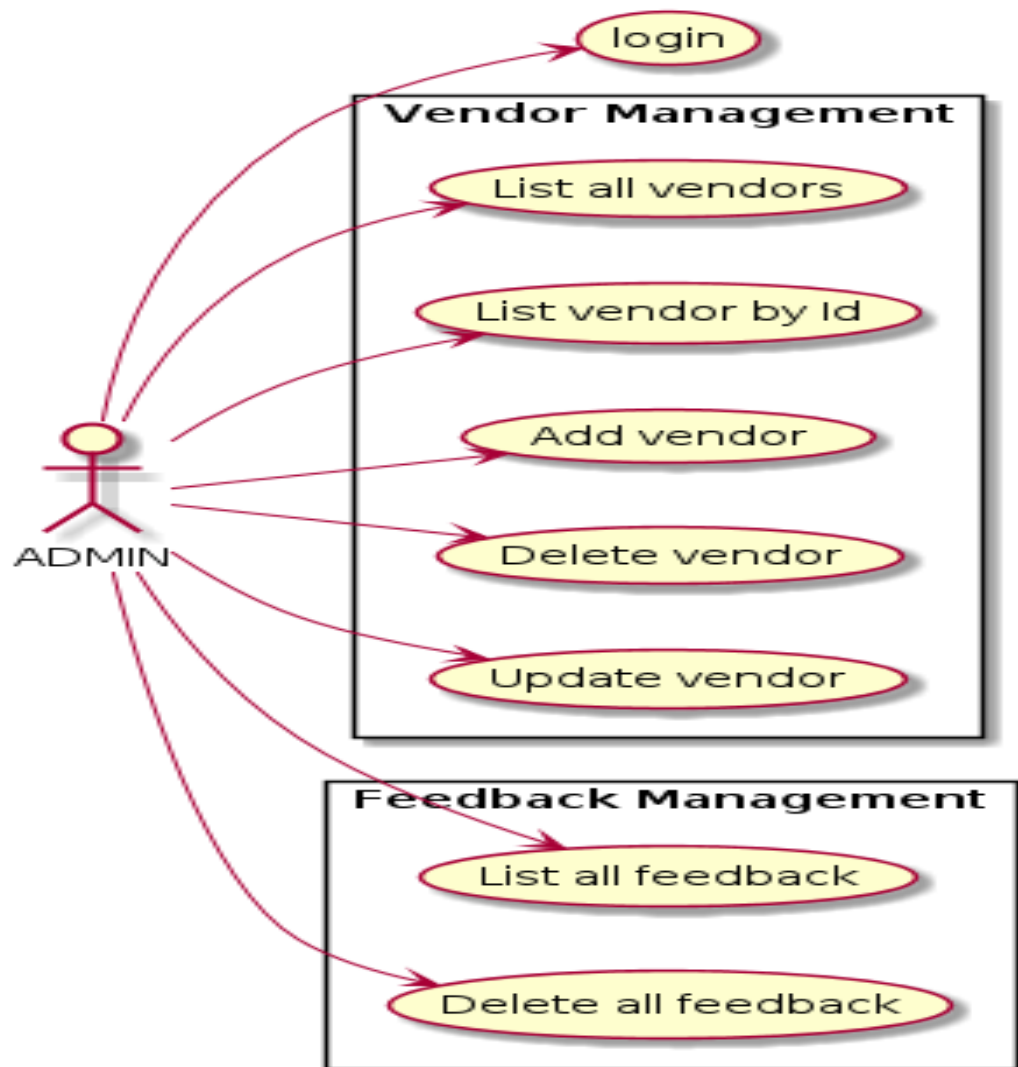 login
Vendor Management
List all vendors
List vendor by Id
Add vendor
Delete vendor
ADMIN
Update vendor
Feedback Management
List all feedback
Delete all feedback